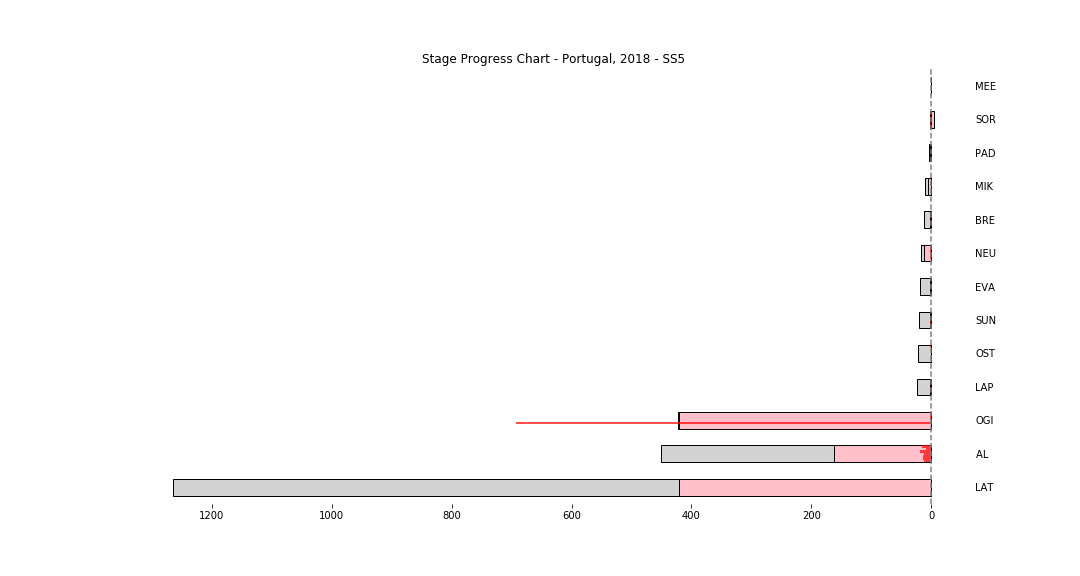 Stage Progress Chart - Portugal, 2018 - SS5
MEE
SOR
PAD
MIK
BRE
NEU
EVA
SUN
OST
LAP
OGI
AL
LAT
1200 1000 800 600 400 200 0